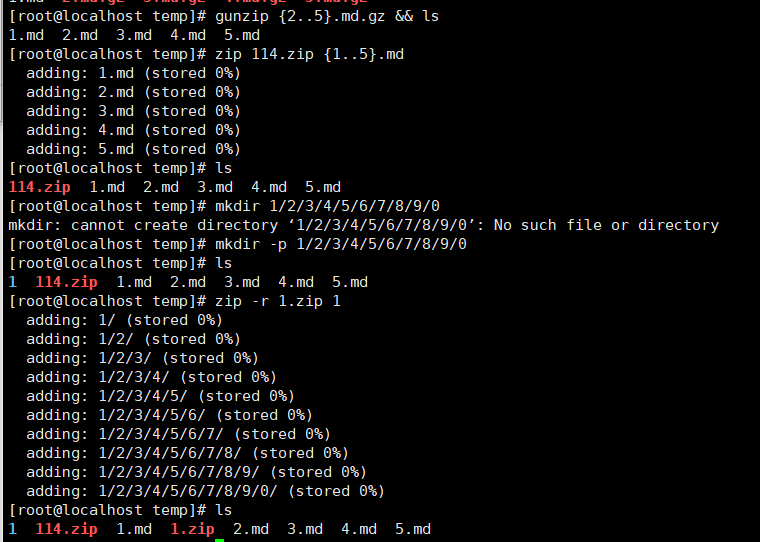 [root@localhost temp]# gunzip {2..5}.md.gz && ls
1.md  2.md  3.md  4.md  5.md
[root@localhost temp]# zip 114.zip {1..5}.md
  adding: 1.md (stored 0%)
  adding: 2.md (stored 0%)
  adding: 3.md (stored 0%)
  adding: 4.md (stored 0%)
  adding: 5.md (stored 0%)
[root@localhost temp]# ls
114.zip  1.md  2.md  3.md  4.md  5.md
[root@localhost temp]# mkdir 1/2/3/4/5/6/7/8/9/0
mkdir: cannot create directory ‘1/2/3/4/5/6/7/8/9/0’: No such file or directory
[root@localhost temp]# mkdir -p 1/2/3/4/5/6/7/8/9/0
[root@localhost temp]# ls
1  114.zip  1.md  2.md  3.md  4.md  5.md
[root@localhost temp]# zip -r 1.zip 1
  adding: 1/ (stored 0%)
  adding: 1/2/ (stored 0%)
  adding: 1/2/3/ (stored 0%)
  adding: 1/2/3/4/ (stored 0%)
  adding: 1/2/3/4/5/ (stored 0%)
  adding: 1/2/3/4/5/6/ (stored 0%)
  adding: 1/2/3/4/5/6/7/ (stored 0%)
  adding: 1/2/3/4/5/6/7/8/ (stored 0%)
  adding: 1/2/3/4/5/6/7/8/9/ (stored 0%)
  adding: 1/2/3/4/5/6/7/8/9/0/ (stored 0%)
[root@localhost temp]# ls
1  114.zip  1.md  1.zip  2.md  3.md  4.md  5.md